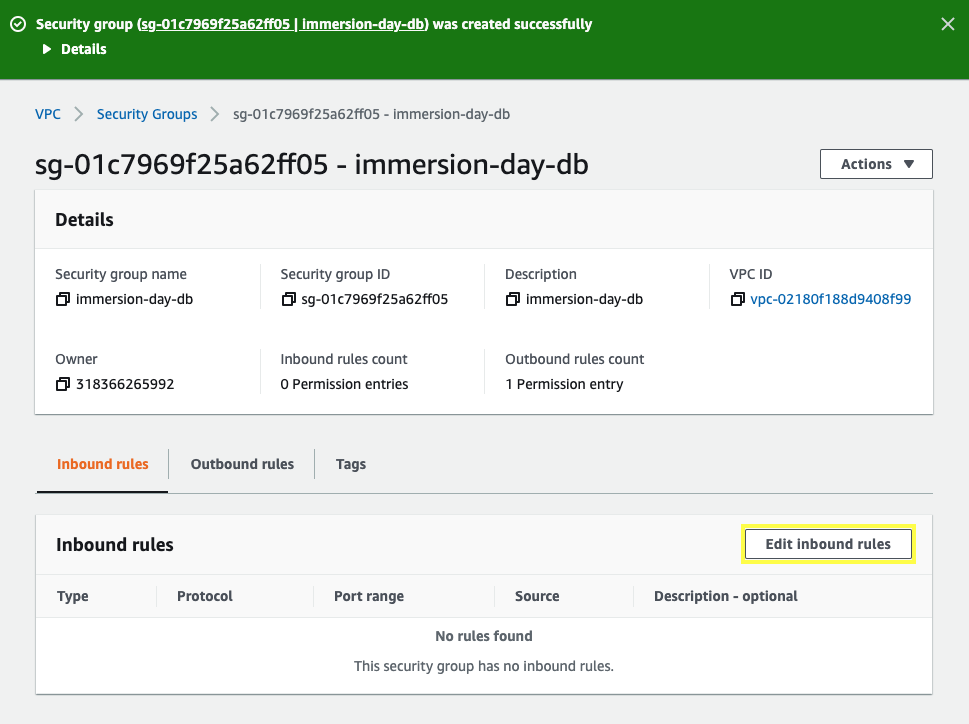 Security group (sg-01c7969f25a62ff05 | immersion-day-db) was created successfully
Details
VPC Security Groups sg-01c7969f25a62ff05 - immersion-day-db
sg-01c7969f25a62ff05 - immersion-day-db
Actions
Details
Security group name Security group ID Description VPC ID
immersion-day-db sg-01c7969f25a62ff05 immersion-day-db vpc-02180f188d9408f99
Owner Inbound rules count Outbound rules count
318366265992 0 Permission entries 1 Permission entry
Inbound rules Outbound rules Tags
Inbound rules Edit inbound rules
Type Protocol Port range Source Description - optional
No rules found
This security group has no inbound rules.